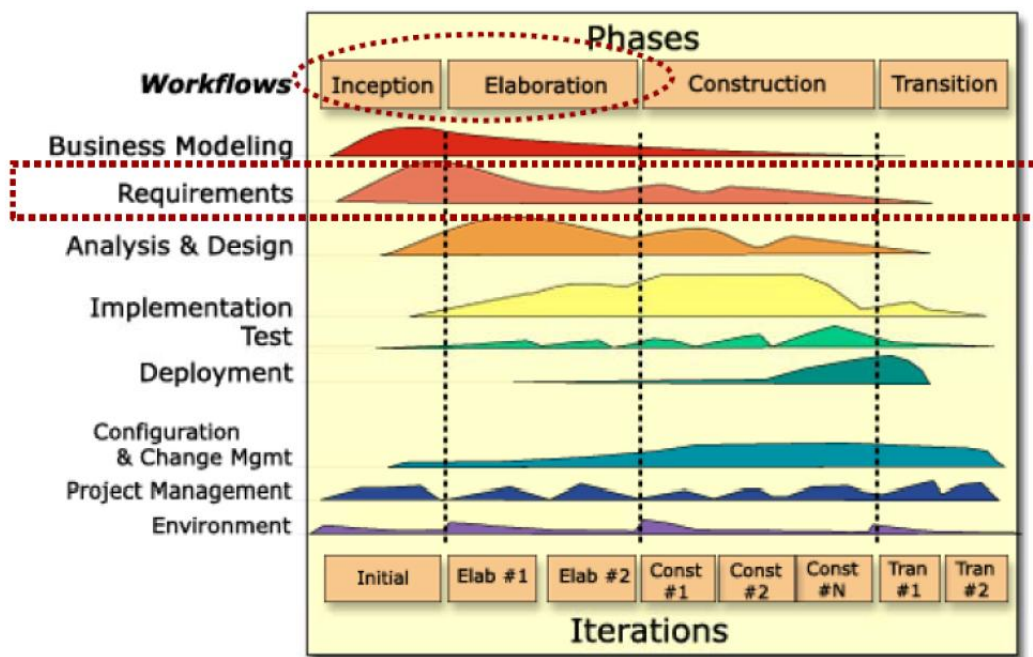 Phases
Workflows Inception Elaboration Construction Transition
Business Modeling
Requirements
Analysis & Design
Implementation
Test
Deployment
Configuration
& Change Mgmt
Project Management
Environment
Initial Elab #1 Elab #2 Const #1 Const #2 Const #N Tran #1 Tran #2
Iterations